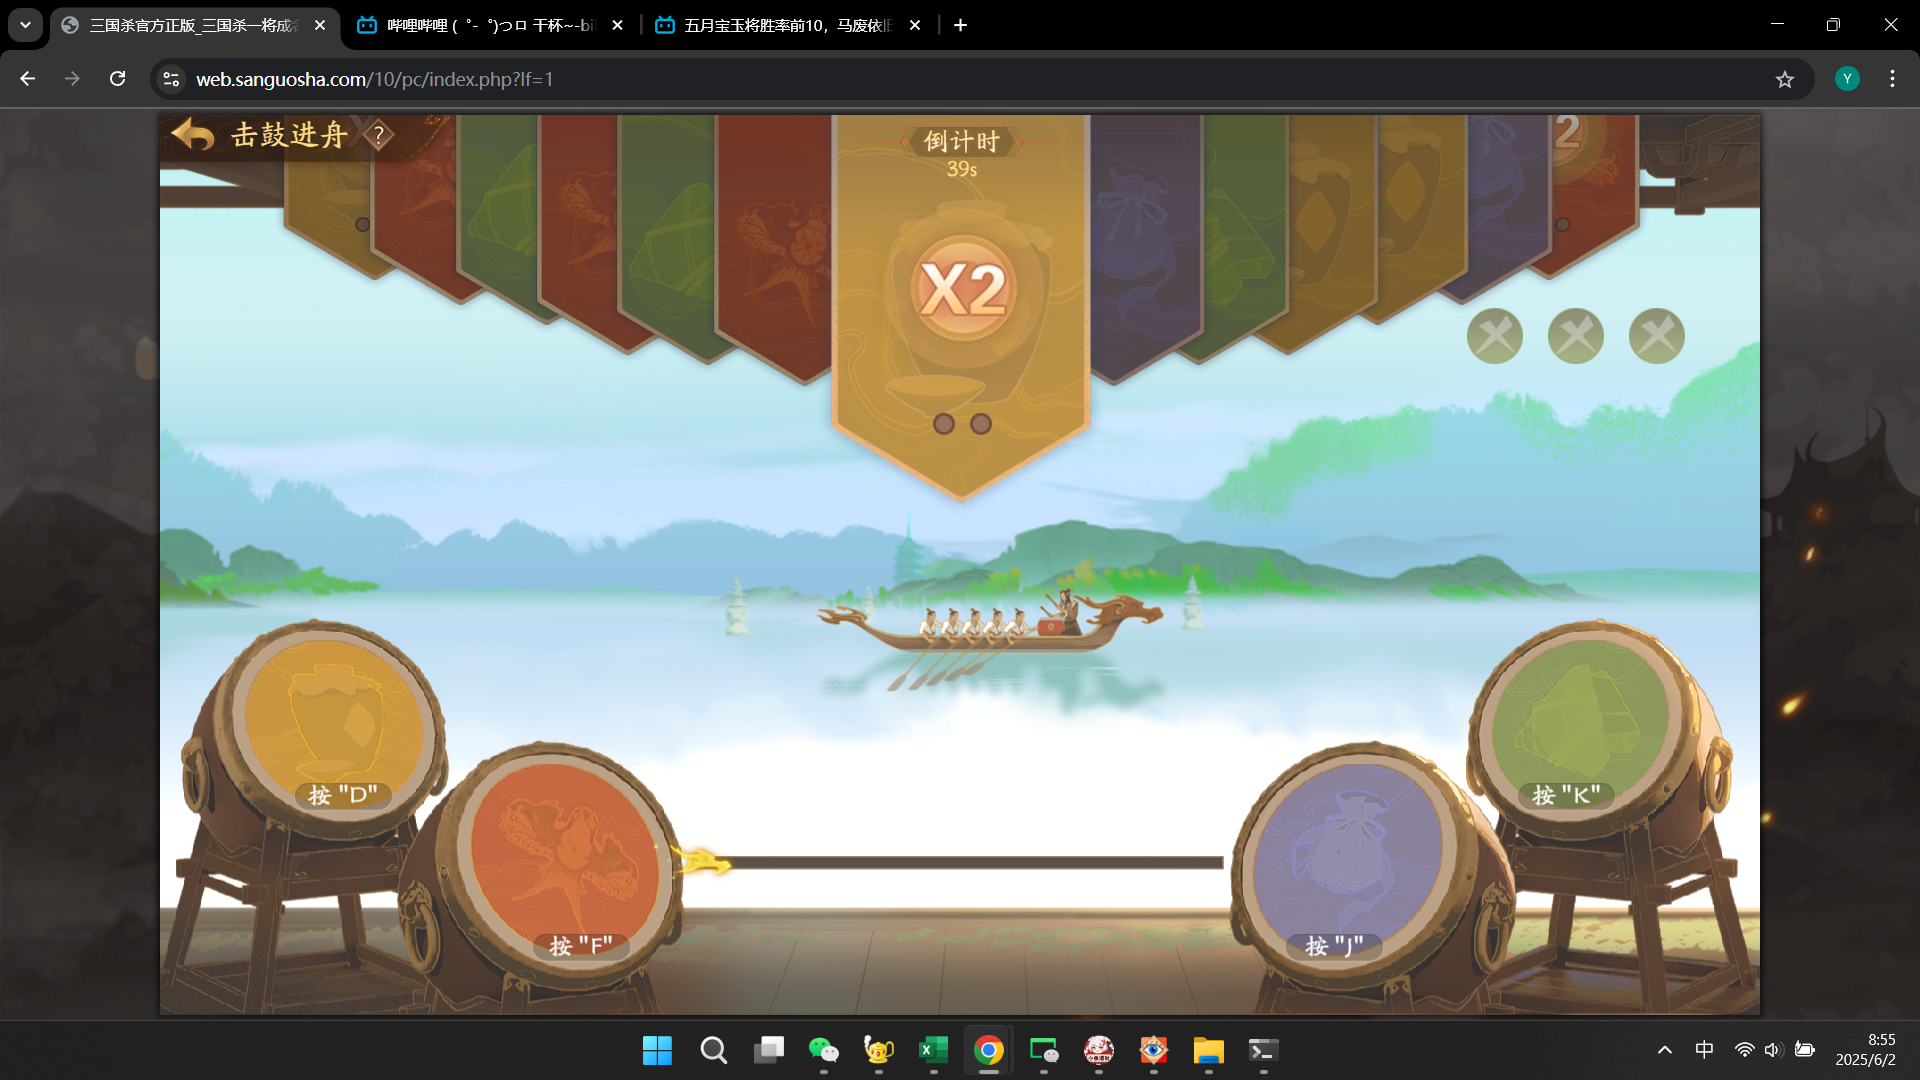 三国杀官方正版_三国杀一将成名
哔哩哔哩 (゜-゜)つロ 干杯~-bil
五月宝玉将胜率前10，马废依旧
web.sanguosha.com/10/pc/index.php?lf=1
Y
击鼓进舟 ?
倒计时
39s
2
X2
按 "D"
按 "K"
按 "F"
按 "J"
中
8:55
2025/6/2